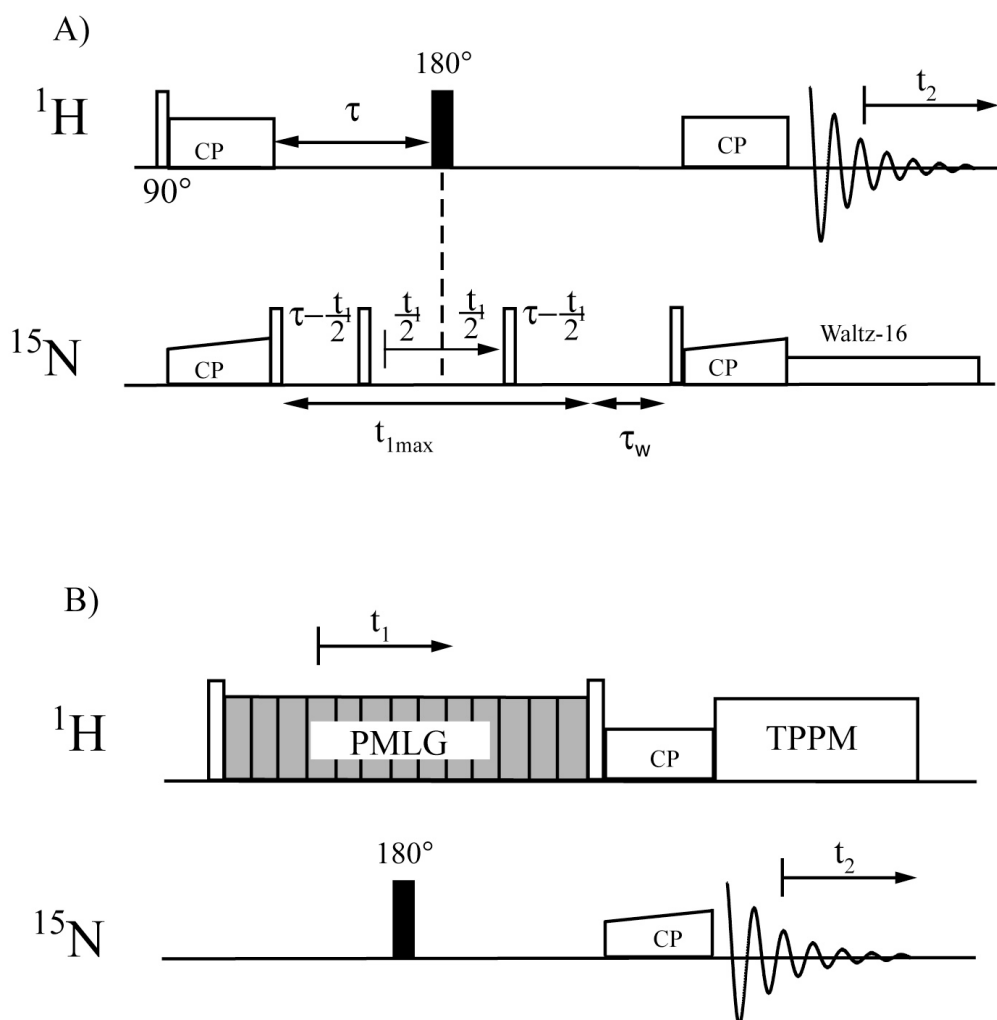 A)
180°
¹H
τ
t₂
CP
CP
90°
τ−t₁/2 t₁/2 t₁/2 τ−t₁/2
¹⁵N
Waltz-16
CP
CP
t₁max
τw
B)
t₁
¹H
PMLG
CP
TPPM
180°
t₂
¹⁵N
CP